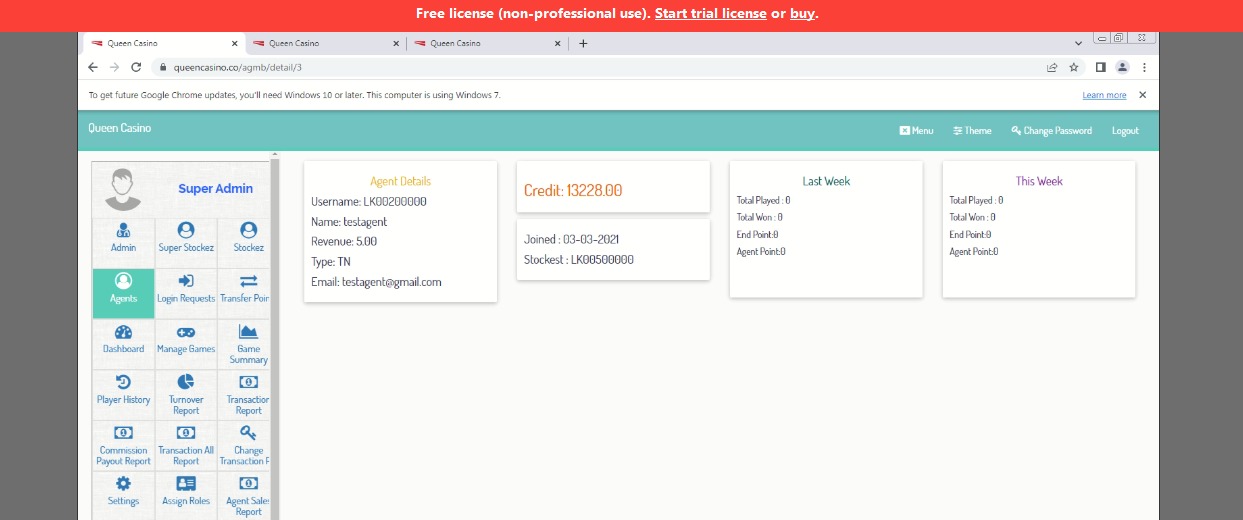 Free license (non-professional use). Start trial license or buy.
Queen Casino
Queen Casino
Queen Casino
queencasino.co/agmb/detail/3
To get future Google Chrome updates, you'll need Windows 10 or later. This computer is using Windows 7.
Learn more
Queen Casino
Menu
Theme
Change Password
Logout
Super Admin
Admin
Super Stockez
Stockez
Agents
Login Requests
Transfer Poin
Dashboard
Manage Games
Game
Summary
Player History
Turnover
Report
Transaction
Report
Commission
Payout Report
Transaction All
Report
Change
Transaction P
Settings
Assign Roles
Agent Sales
Report
Agent Details
Username: LK00200000
Name: testagent
Revenue: 5.00
Type: TN
Email: testagent@gmail.com
Credit: 13228.00
Joined : 03-03-2021
Stockest : LK00500000
Last Week
Total Played : 0
Total Won : 0
End Point:0
Agent Point:0
This Week
Total Played : 0
Total Won : 0
End Point:0
Agent Point:0